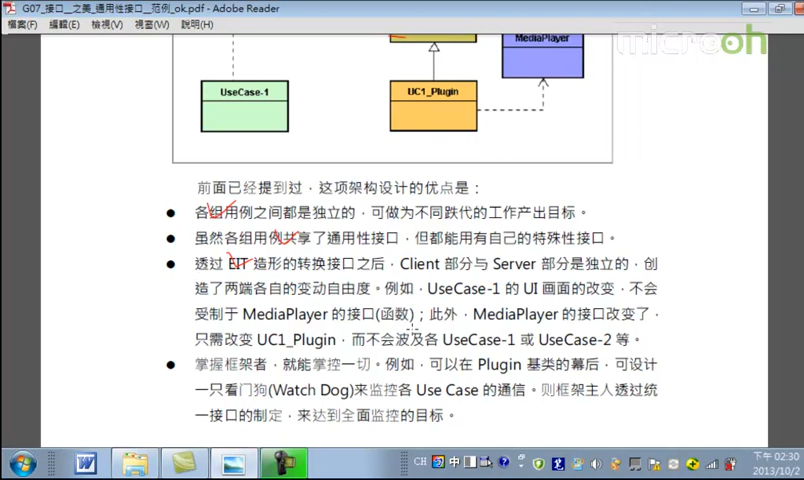 G07_接口__之美_通用性接口__范例_ok.pdf - Adobe Reader
檔案(F) 編輯(E) 檢視(V) 視窗(W) 說明(H)
microoh
MediaPlayer
UseCase-1
UC1_Plugin
前面已经提到过，这项架构设计的优点是：
● 各组用例之间都是独立的，可做为不同跌代的工作产出目标。
● 虽然各组用例共享了通用性接口，但都能用有自己的特殊性接口。
● 透过 EIT 造形的转换接口之后，Client 部分与 Server 部分是独立的，创
造了两端各自的变动自由度。例如，UseCase-1 的 UI 画面的改变，不会
受制于 MediaPlayer 的接口(函数)；此外，MediaPlayer 的接口改变了，
只需改变 UC1_Plugin，而不会波及各 UseCase-1 或 UseCase-2 等。
● 掌握框架者，就能掌控一切。例如，可以在 Plugin 基类的幕后，可设计
一只看门狗(Watch Dog)来监控各 Use Case 的通信。则框架主人透过统
一接口的制定，来达到全面监控的目标。
CH 中
下午 02:30
2013/10/2